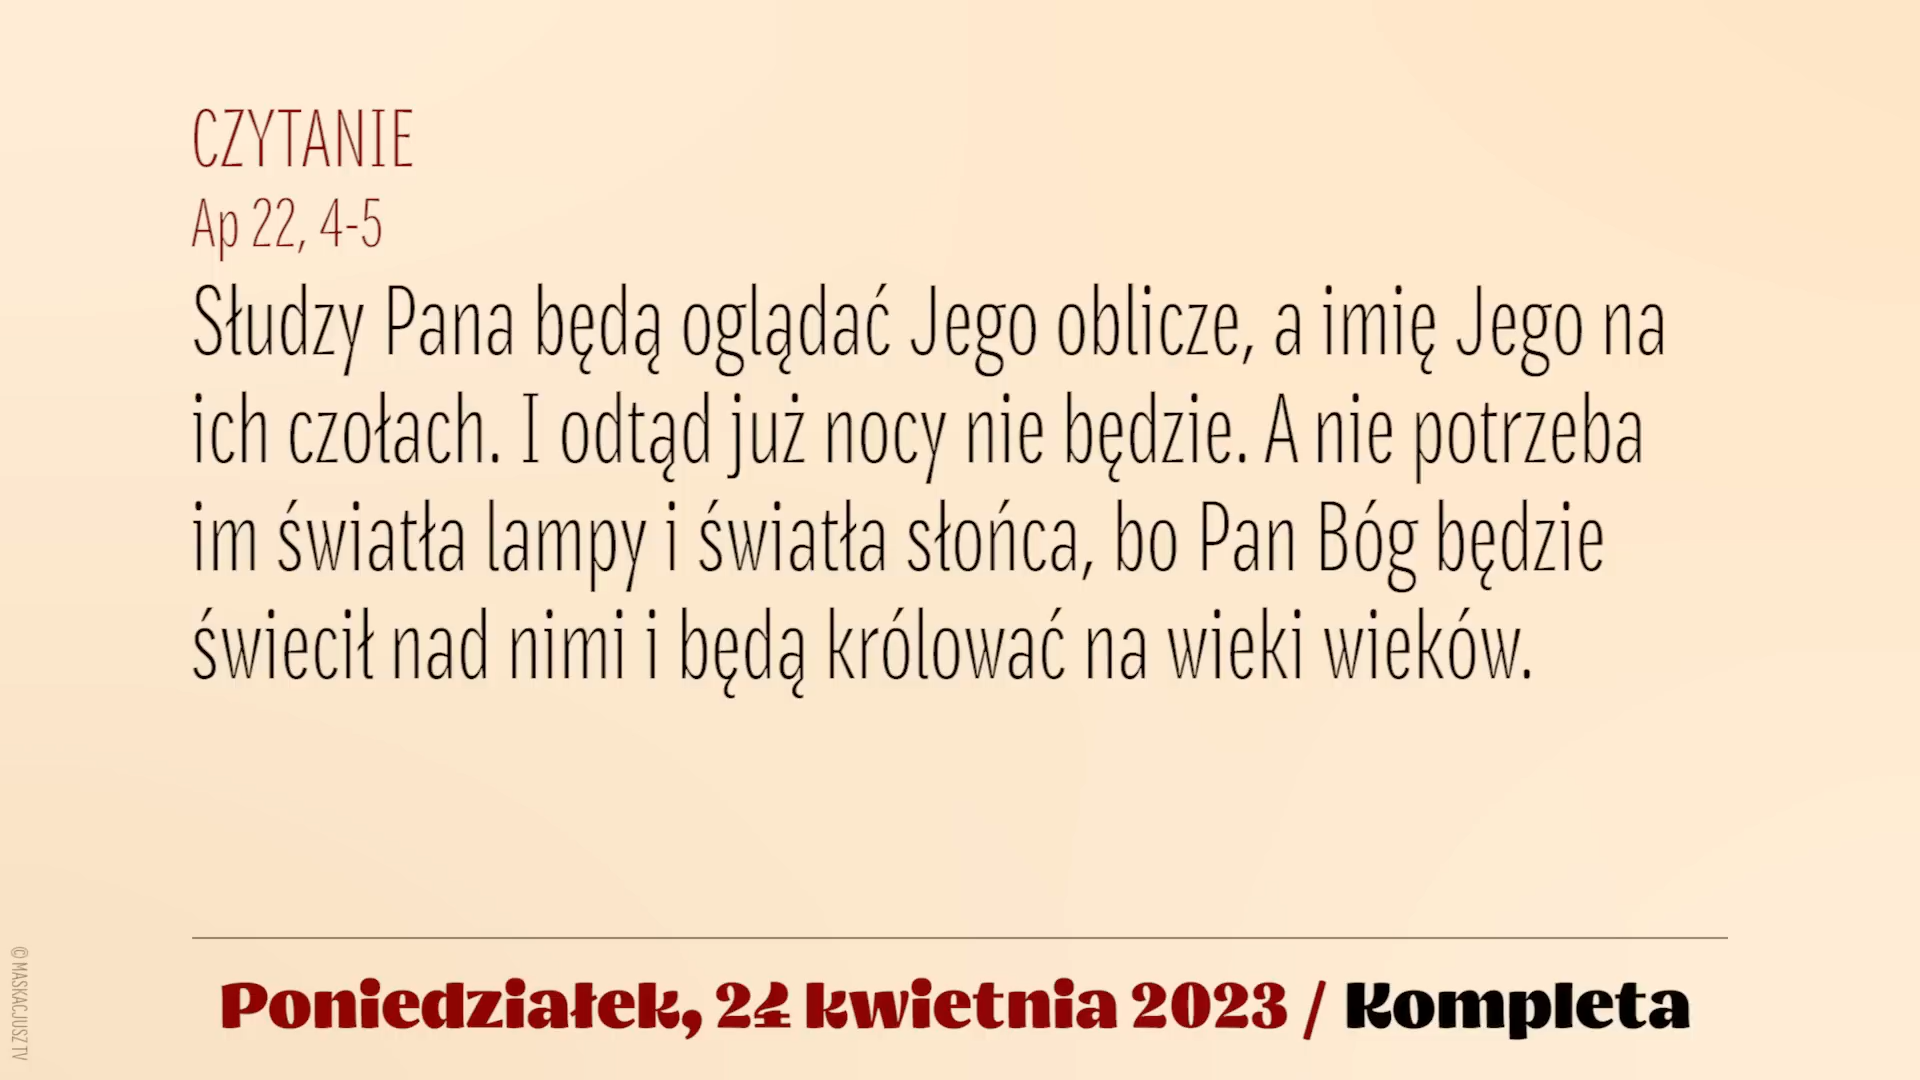 CZYTANIE
Ap 22, 4-5
Słudzy Pana będą oglądać Jego oblicze, a imię Jego na
ich czołach. I odtąd już nocy nie będzie. A nie potrzeba
im światła lampy i światła słońca, bo Pan Bóg będzie
świecił nad nimi i będą królować na wieki wieków.
© MASKACJUSZ TV
Poniedziałek, 24 kwietnia 2023 / Kompleta